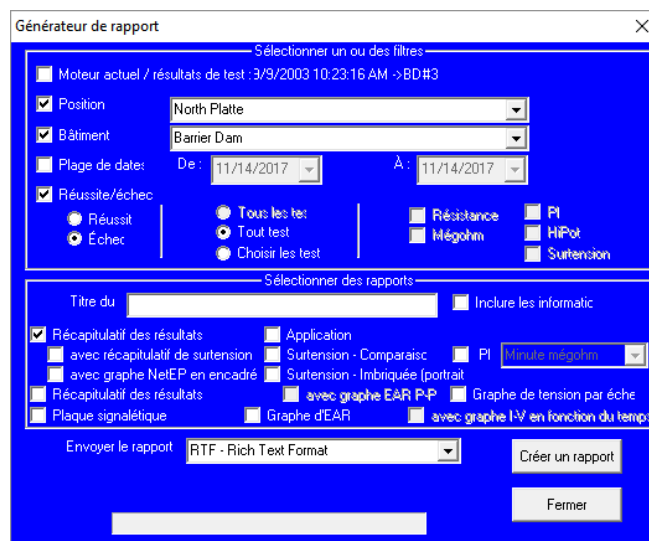 Générateur de rapport
Sélectionner un ou des filtres
Moteur actuel / résultats de test : 3/9/2003 10:23:16 AM ->BD#3
Position North Platte
Bâtiment Barrier Dam
Plage de dates De : 11/14/2017 À : 11/14/2017
Réussite/échec
Réussit Tous les tes Résistance PI
Échec Tout test Mégohm HiPot
Choisir les test Surtension
Sélectionner des rapports
Titre du Inclure les informatic
Récapitulatif des résultats Application
avec récapitulatif de surtension Surtension - Comparaisc PI Minute mégohm
avec graphe NetEP en encadré Surtension - Imbriquée (portrait
Récapitulatif des résultats avec graphe EAR P-P Graphe de tension par éche
Plaque signalétique Graphe d'EAR avec graphe I-V en fonction du temps
Envoyer le rapport RTF - Rich Text Format Créer un rapport
Fermer